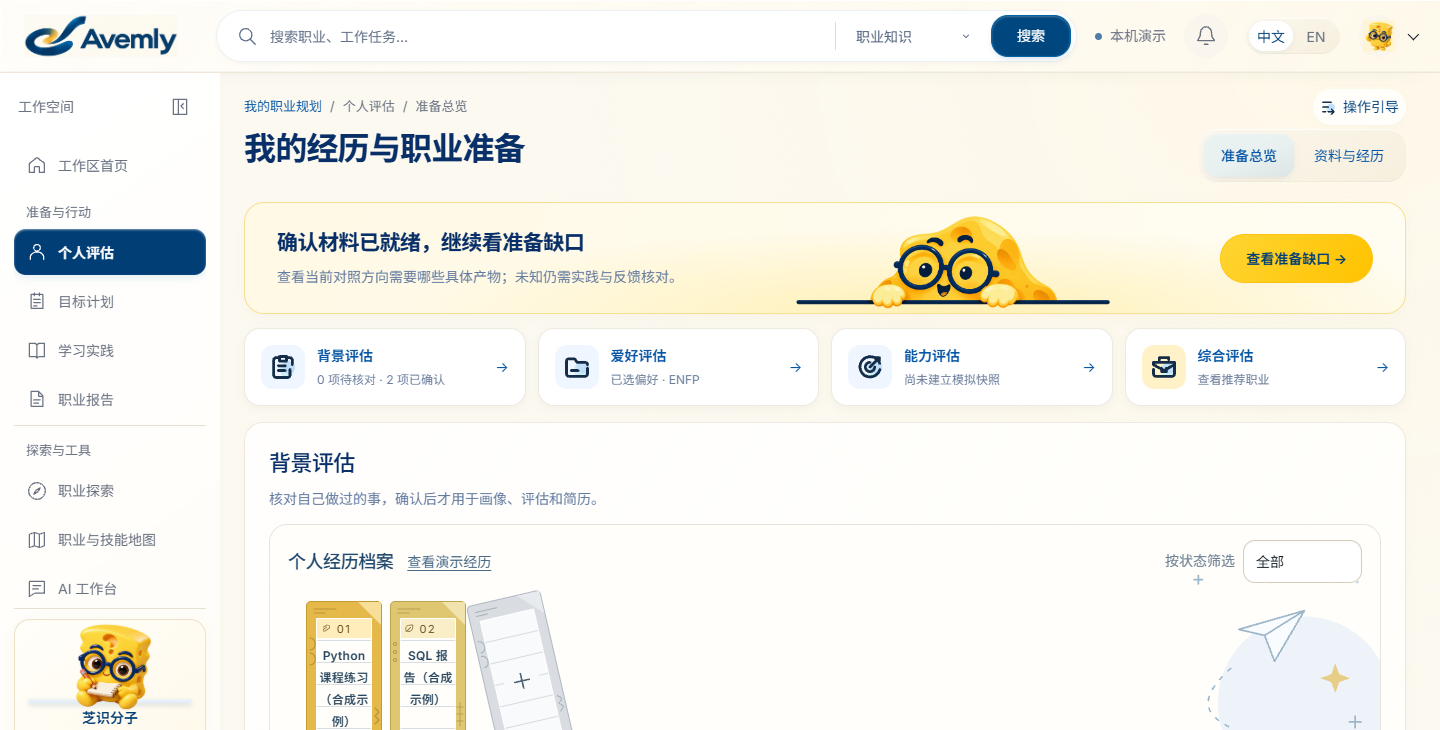 Avemly
搜索职业、工作任务...
职业知识
搜索
本机演示
中文
EN
工作空间
工作区首页
准备与行动
个人评估
目标计划
学习实践
职业报告
探索与工具
职业探索
职业与技能地图
AI 工作台
芝识分子
我的职业规划 / 个人评估 / 准备总览
操作引导
我的经历与职业准备
准备总览
资料与经历
确认材料已就绪，继续看准备缺口
查看当前对照方向需要哪些具体产物；未知仍需实践与反馈核对。
查看准备缺口 →
背景评估
0 项待核对 · 2 项已确认
爱好评估
已选偏好 · ENFP
能力评估
尚未建立模拟快照
综合评估
查看推荐职业
背景评估
核对自己做过的事，确认后才用于画像、评估和简历。
个人经历档案
查看演示经历
按状态筛选
全部
01
Python
课程练习
（合成示
例）
02
SQL 报
告（合成
示例）